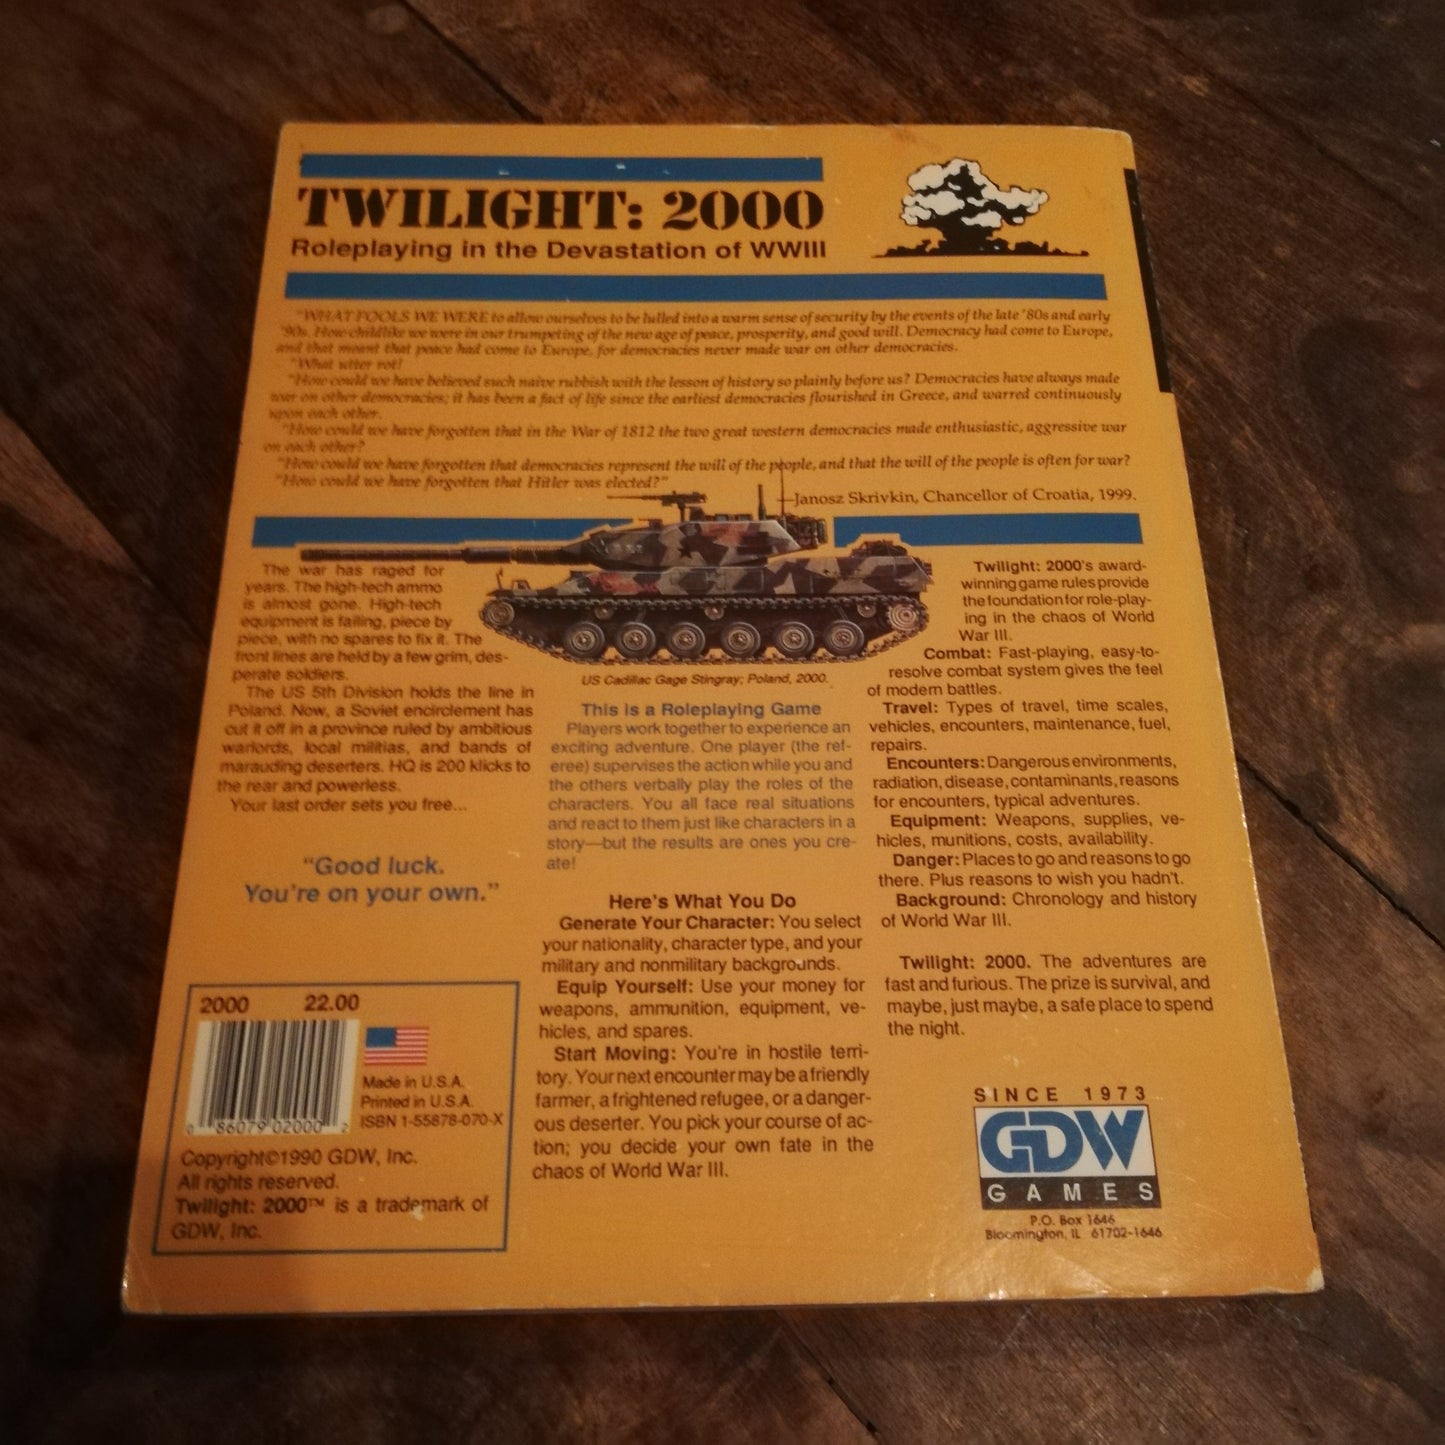 TWILIGHT: 2000
Roleplaying in the Devastation of WWIII
"WHAT FOOLS WE WERE to allow ourselves to be lulled into a warm sense of security by the events of the late '80s and early
'90s. How childlike we were in our trumpeting of the new age of peace, prosperity, and good will. Democracy had come to Europe,
and that meant that peace had come to Europe, for democracies never made war on other democracies.
"What utter rot!
"How could we have believed such naive rubbish with the lesson of history so plainly before us? Democracies have always made
war on other democracies; it has been a fact of life since the earliest democracies flourished in Greece, and warred continuously
upon each other.
"How could we have forgotten that in the War of 1812 the two great western democracies made enthusiastic, aggressive war
on each other?
"How could we have forgotten that democracies represent the will of the people, and that the will of the people is often for war?
"How could we have forgotten that Hitler was elected?"
—Janosz Skrivkin, Chancellor of Croatia, 1999.
The war has raged for
years. The high-tech ammo
is almost gone. High-tech
equipment is failing, piece by
piece, with no spares to fix it. The
front lines are held by a few grim, des-
perate soldiers.
The US 5th Division holds the line in
Poland. Now, a Soviet encirclement has
cut it off in a province ruled by ambitious
warlords, local militias, and bands of
marauding deserters. HQ is 200 klicks to
the rear and powerless.
Your last order sets you free...
"Good luck.
You're on your own."
US Cadillac Gage Stingray; Poland, 2000.
This is a Roleplaying Game
Players work together to experience an
exciting adventure. One player (the ref-
eree) supervises the action while you and
the others verbally play the roles of the
characters. You all face real situations
and react to them just like characters in a
story—but the results are ones you cre-
ate!
Here's What You Do
Generate Your Character: You select
your nationality, character type, and your
military and nonmilitary backgrounds.
Equip Yourself: Use your money for
weapons, ammunition, equipment, ve-
hicles, and spares.
Start Moving: You're in hostile terri-
tory. Your next encounter may be a friendly
farmer, a frightened refugee, or a danger-
ous deserter. You pick your course of ac-
tion; you decide your own fate in the
chaos of World War III.
Twilight: 2000's award-
winning game rules provide
the foundation for role-play-
ing in the chaos of World
War III.
Combat: Fast-playing, easy-to-
resolve combat system gives the feel
of modern battles.
Travel: Types of travel, time scales,
vehicles, encounters, maintenance, fuel,
repairs.
Encounters: Dangerous environments,
radiation, disease, contaminants, reasons
for encounters, typical adventures.
Equipment: Weapons, supplies, ve-
hicles, munitions, costs, availability.
Danger: Places to go and reasons to go
there. Plus reasons to wish you hadn't.
Background: Chronology and history
of World War III.
Twilight: 2000. The adventures are
fast and furious. The prize is survival, and
maybe, just maybe, a safe place to spend
the night.
2000 22.00
0 86079 02000 2
Made in U.S.A.
Printed in U.S.A.
ISBN 1-55878-070-X
Copyright©1990 GDW, Inc.
All rights reserved.
Twilight: 2000™ is a trademark of
GDW, Inc.
SINCE 1973
GDW
GAMES
P.O. Box 1646
Bloomington, IL 61702-1646